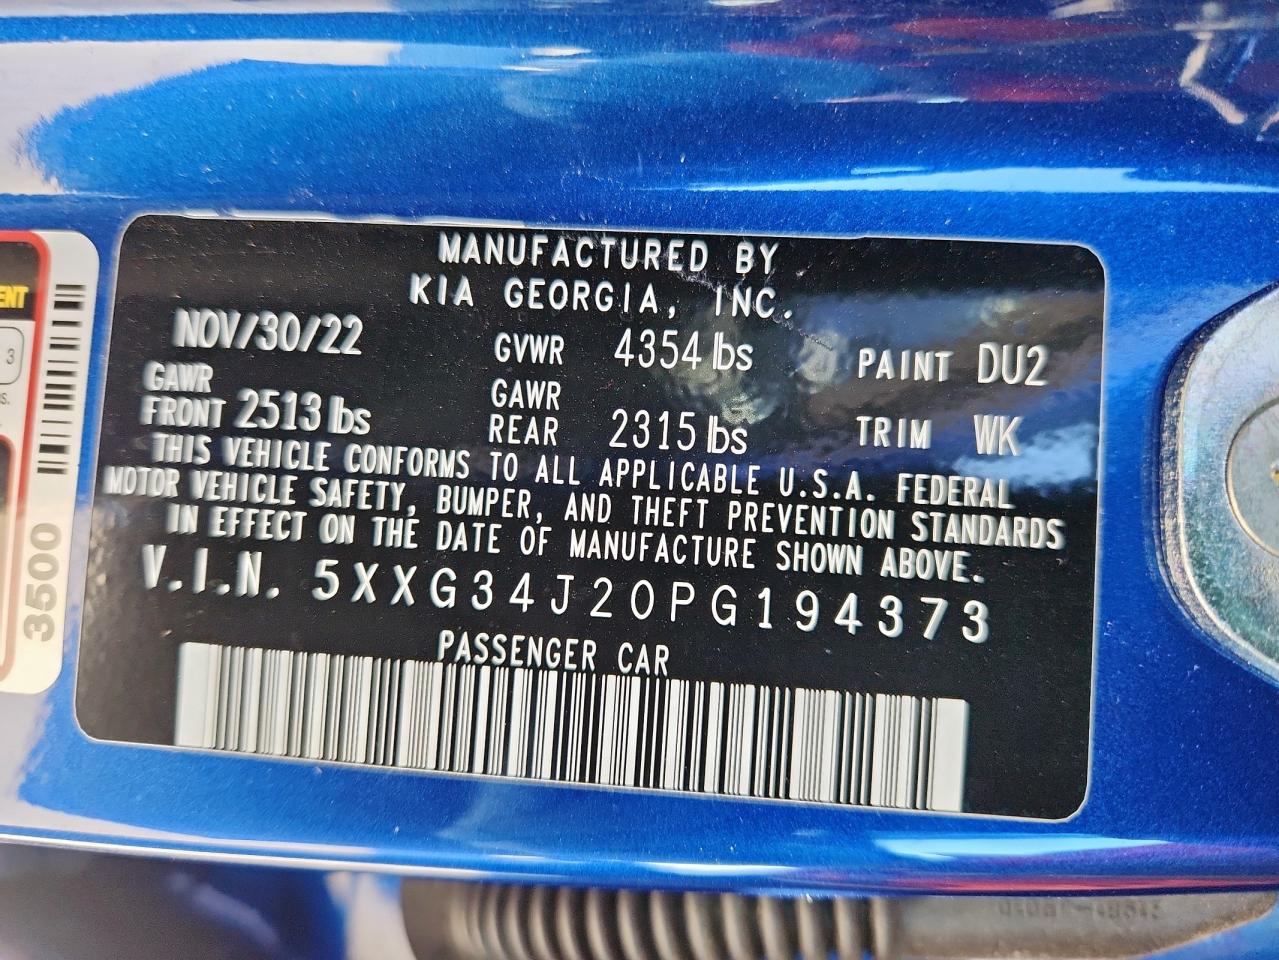 MANUFACTURED BY
KIA GEORGIA, INC.
NOV/30/22 GVWR 4354 lbs PAINT DU2
GAWR FRONT 2513 lbs GAWR REAR 2315 lbs TRIM WK
THIS VEHICLE CONFORMS TO ALL APPLICABLE U.S.A. FEDERAL
MOTOR VEHICLE SAFETY, BUMPER, AND THEFT PREVENTION STANDARDS
IN EFFECT ON THE DATE OF MANUFACTURE SHOWN ABOVE.
V.I.N. 5XXG34J20PG194373
PASSENGER CAR
ENT
3
3500